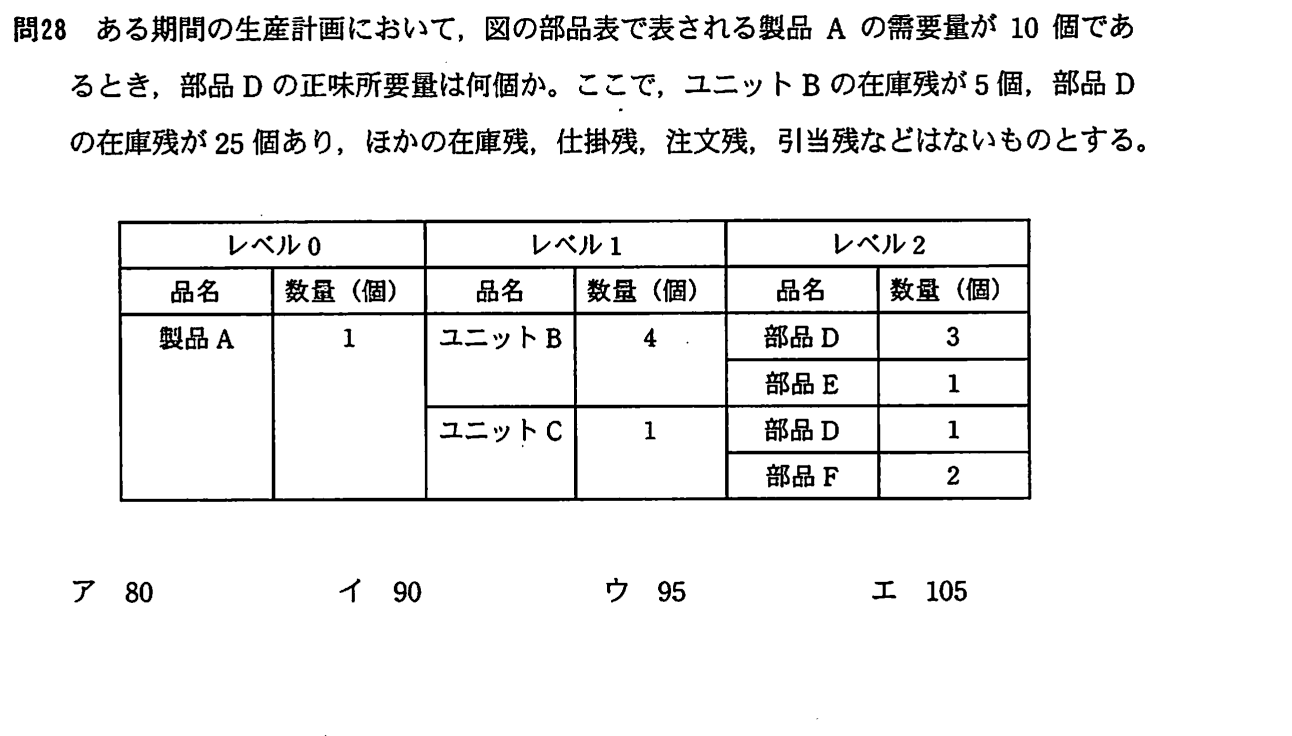 問28 ある期間の生産計画において，図の部品表で表される製品 A の需要量が 10 個であ
るとき，部品 D の正味所要量は何個か。ここで，ユニット B の在庫残が 5 個，部品 D
の在庫残が 25 個あり，ほかの在庫残，仕掛残，注文残，引当残などはないものとする。
レベル 0 レベル 1 レベル 2
品名 数量（個） 品名 数量（個） 品名 数量（個）
製品 A 1 ユニット B 4 部品 D 3
部品 E 1
ユニット C 1 部品 D 1
部品 F 2
ア 80 イ 90 ウ 95 エ 105